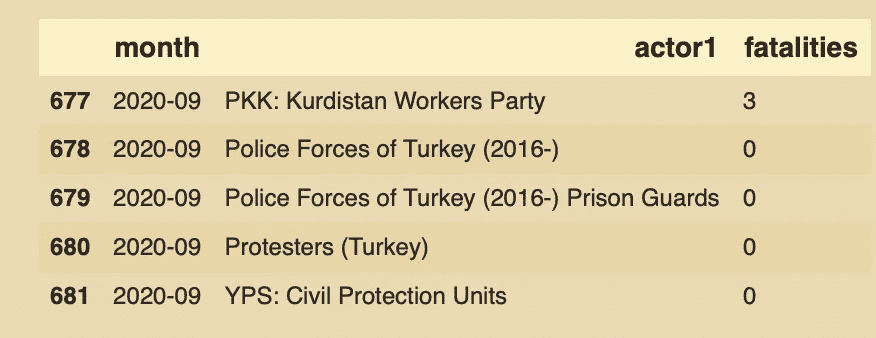 month actor1 fatalities
677 2020-09 PKK: Kurdistan Workers Party 3
678 2020-09 Police Forces of Turkey (2016-) 0
679 2020-09 Police Forces of Turkey (2016-) Prison Guards 0
680 2020-09 Protesters (Turkey) 0
681 2020-09 YPS: Civil Protection Units 0